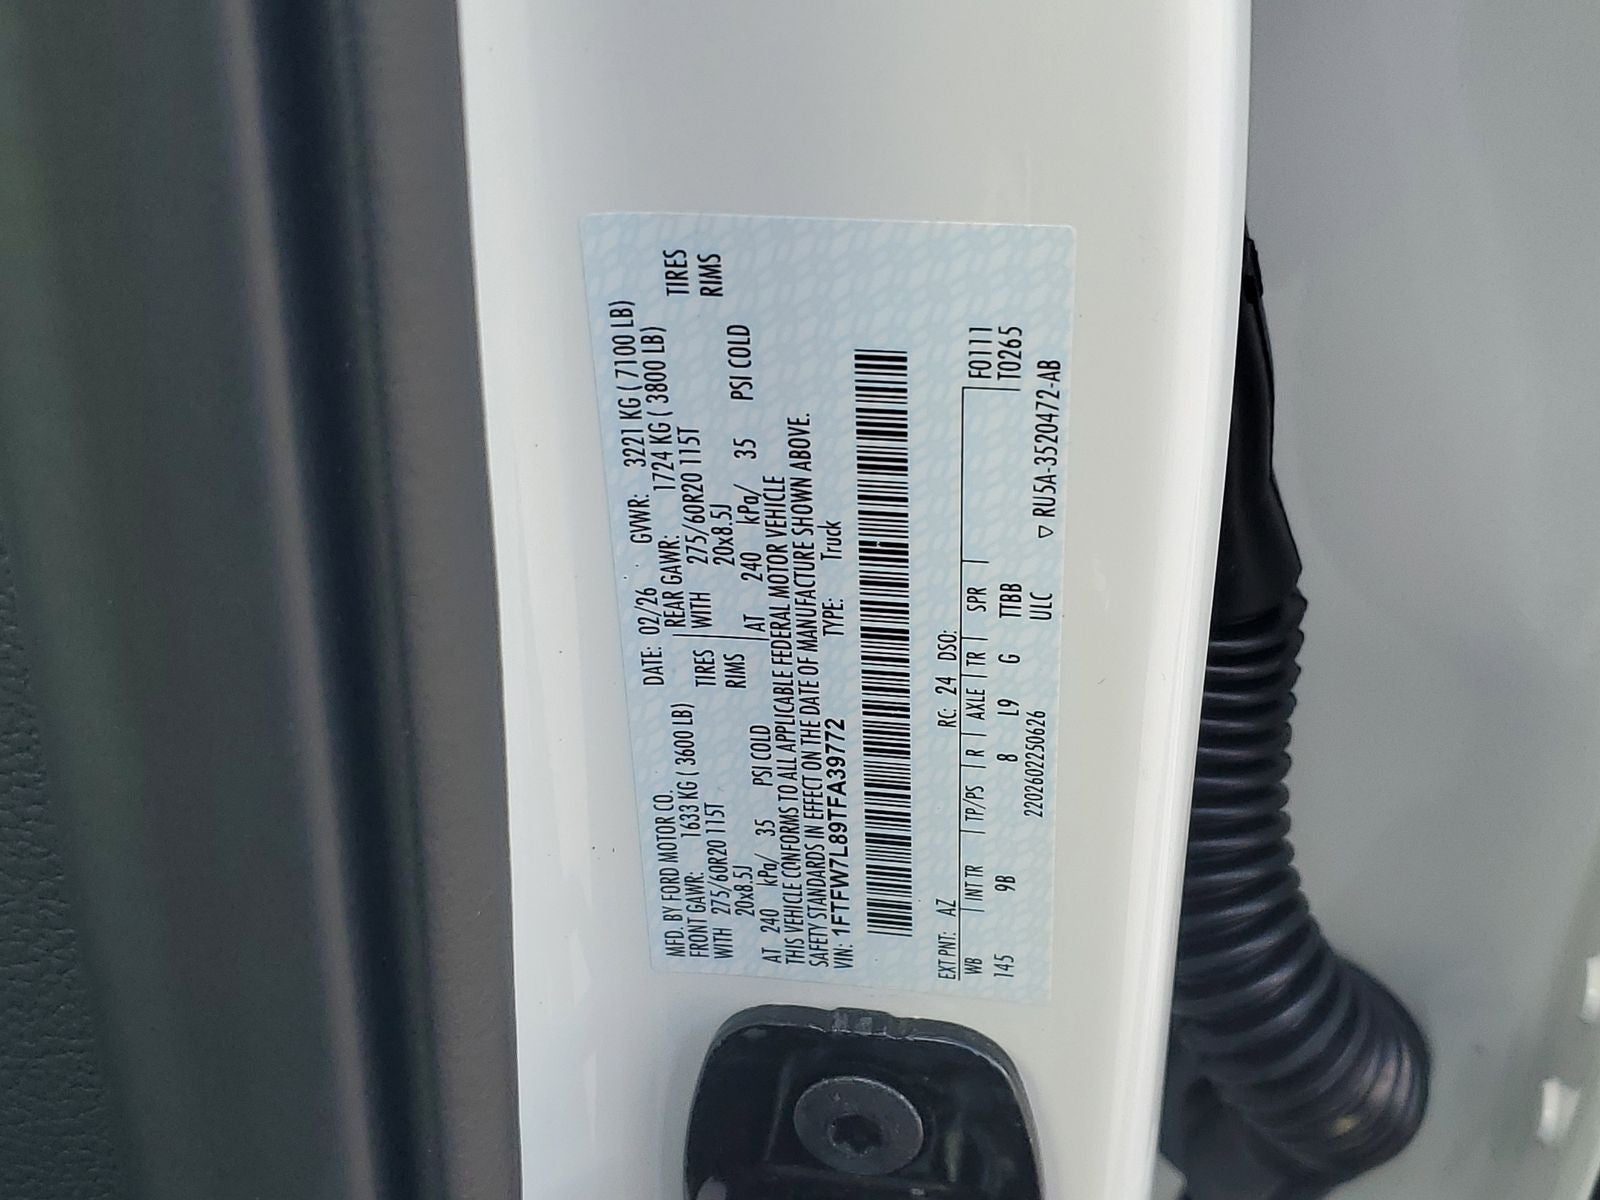 MFD. BY FORD MOTOR CO. DATE: 02/26 GVWR: 3221 KG ( 7100 LB)
FRONT GAWR: 1633 KG ( 3600 LB) REAR GAWR: 1724 KG ( 3800 LB)
WITH 275/60R20 115T TIRES WITH 275/60R20 115T TIRES
20x8.5J RIMS 20x8.5J RIMS
AT 240 kPa/ 35 PSI COLD AT 240 kPa/ 35 PSI COLD
THIS VEHICLE CONFORMS TO ALL APPLICABLE FEDERAL MOTOR VEHICLE
SAFETY STANDARDS IN EFFECT ON THE DATE OF MANUFACTURE SHOWN ABOVE.
VIN: 1FTFW7L89TFA39772 TYPE: Truck
EXT PNT: AZ RC: 24 DSO:
WB INT TR TP/PS R AXLE TR SPR F0111
145 9B 8 L9 G TTBB T0265
22026022250626 ULC ▽ RU5A-3520472-AB